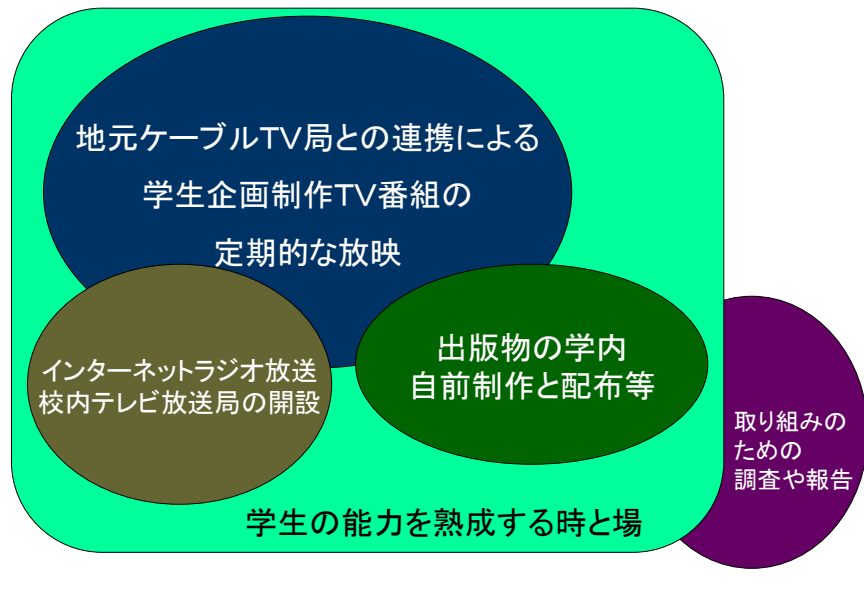 地元ケーブルTV局との連携による
学生企画制作TV番組の
定期的な放映
インターネットラジオ放送
校内テレビ放送局の開設
出版物の学内
自前制作と配布等
取り組みの
ための
調査や報告
学生の能力を熟成する時と場